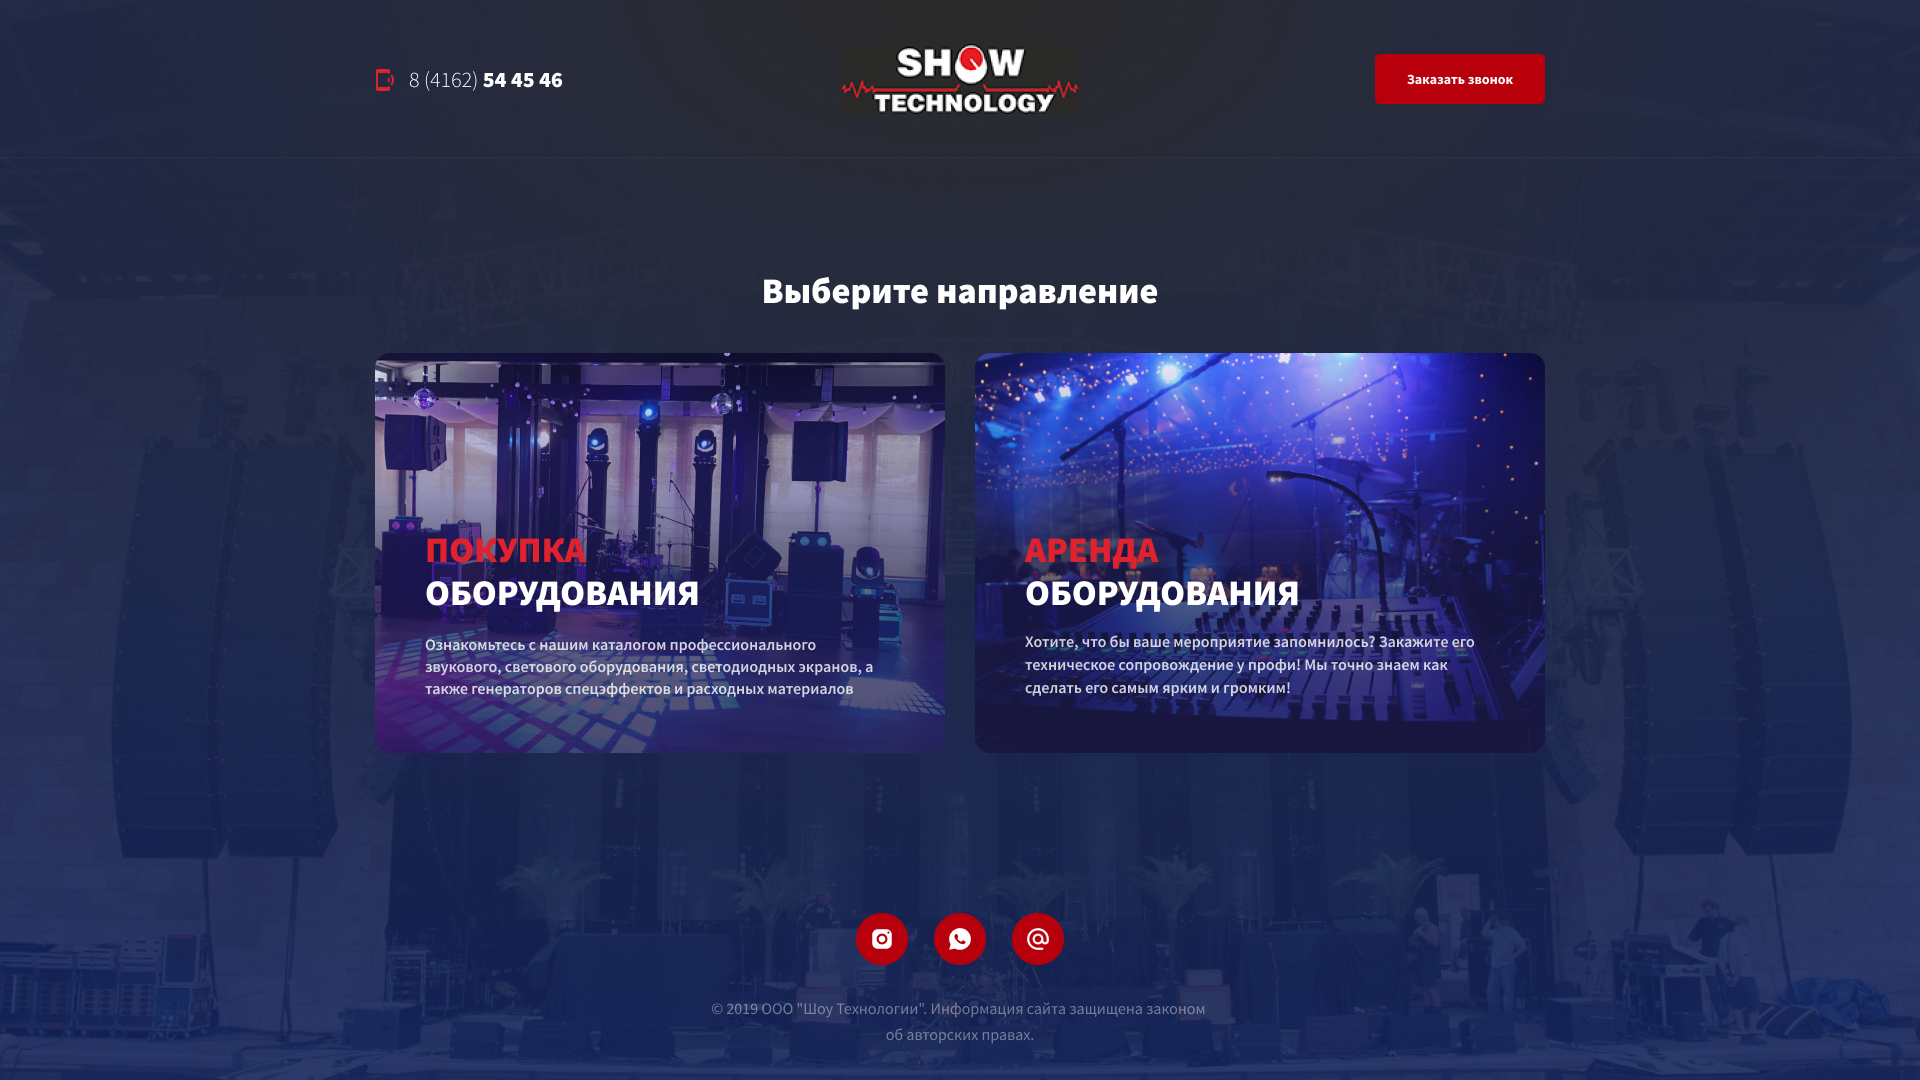 8 (4162) 54 45 46
SHOW
TECHNOLOGY
Заказать звонок
Выберите направление
ПОКУПКА
ОБОРУДОВАНИЯ
Ознакомьтесь с нашим каталогом профессионального
звукового, светового оборудования, светодиодных экранов, а
также генераторов спецэффектов и расходных материалов
АРЕНДА
ОБОРУДОВАНИЯ
Хотите, что бы ваше мероприятие запомнилось? Закажите его
техническое сопровождение у профи! Мы точно знаем как
сделать его самым ярким и громким!
© 2019 ООО "Шоу Технологии". Информация сайта защищена законом
об авторских правах.